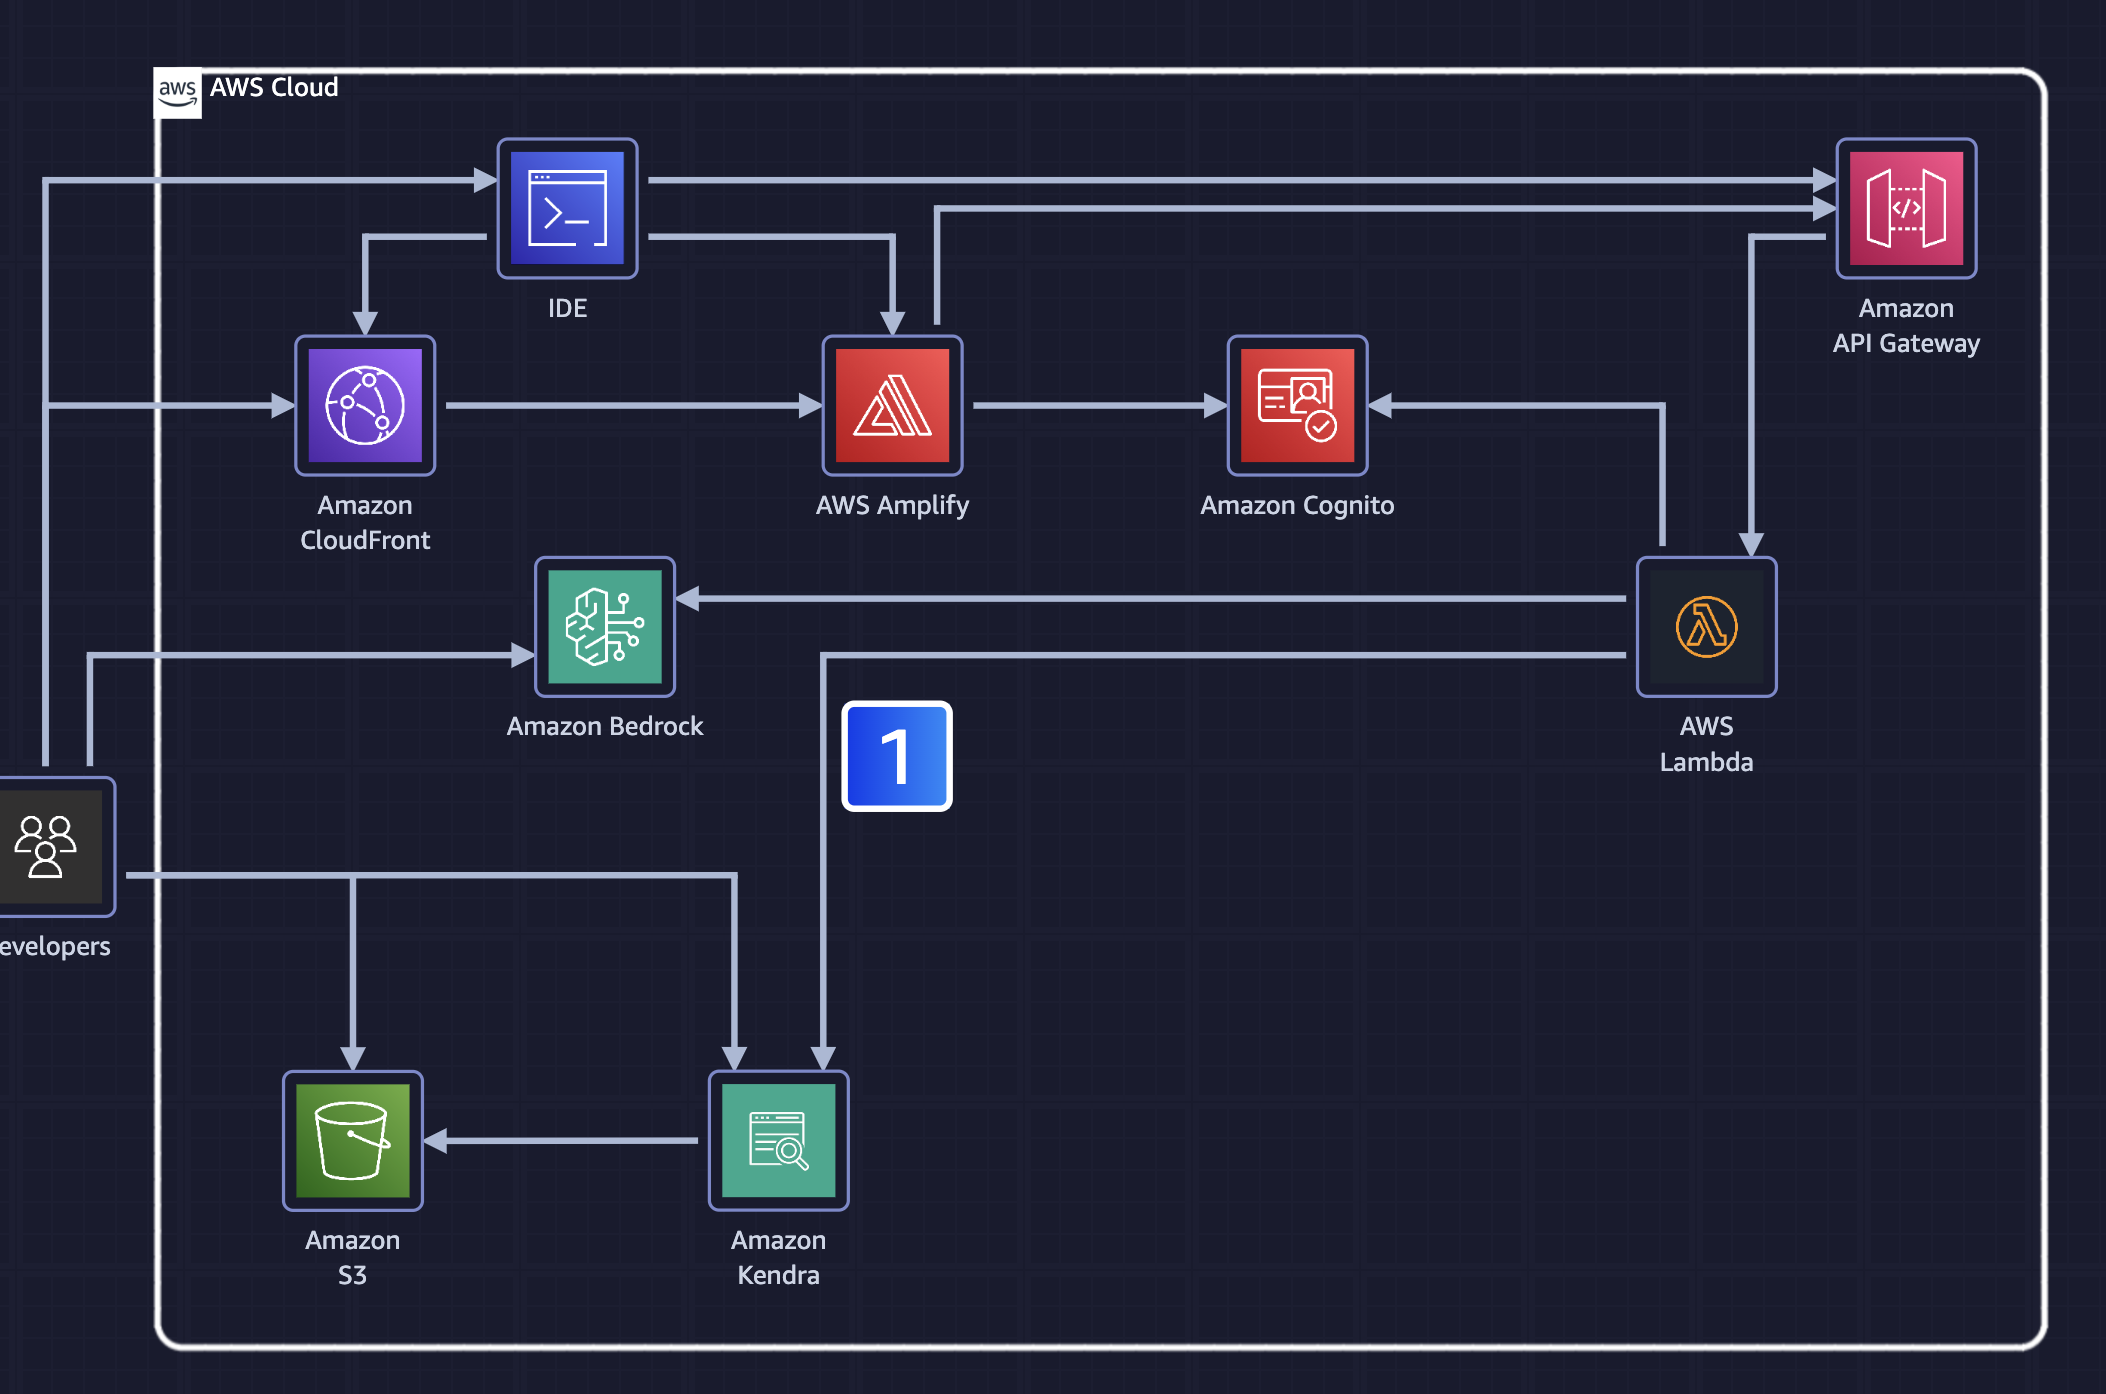 aws
AWS Cloud
IDE
Amazon
API Gateway
Amazon
CloudFront
AWS Amplify
Amazon Cognito
Amazon Bedrock
1
AWS
Lambda
evelopers
Amazon
S3
Amazon
Kendra